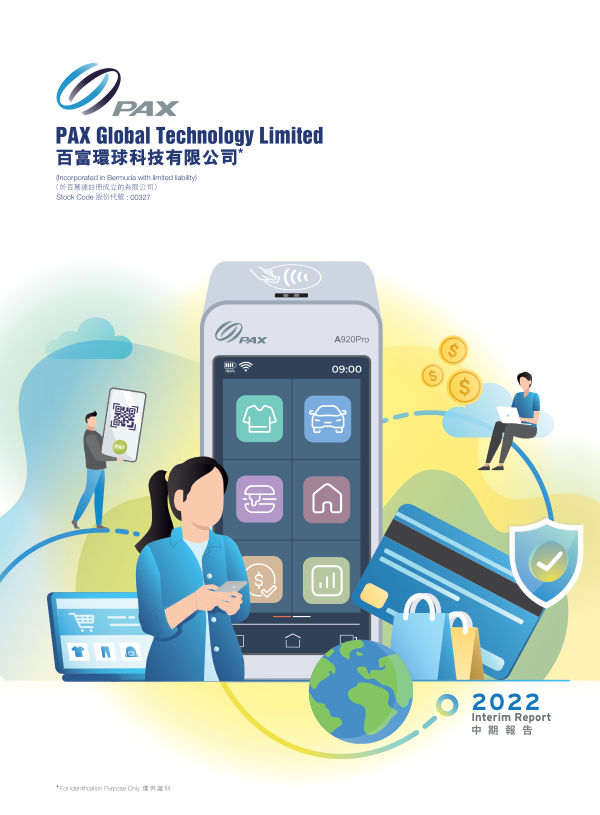 PAX
PAX Global Technology Limited
百富環球科技有限公司*
(Incorporated in Bermuda with limited liability)
(於百慕達註冊成立的有限公司)
Stock Code 股份代號 : 00327
PAX
A920Pro
100%
09:00
PAY
2022
Interim Report
中期報告
* For Identification Purpose Only 僅供識別